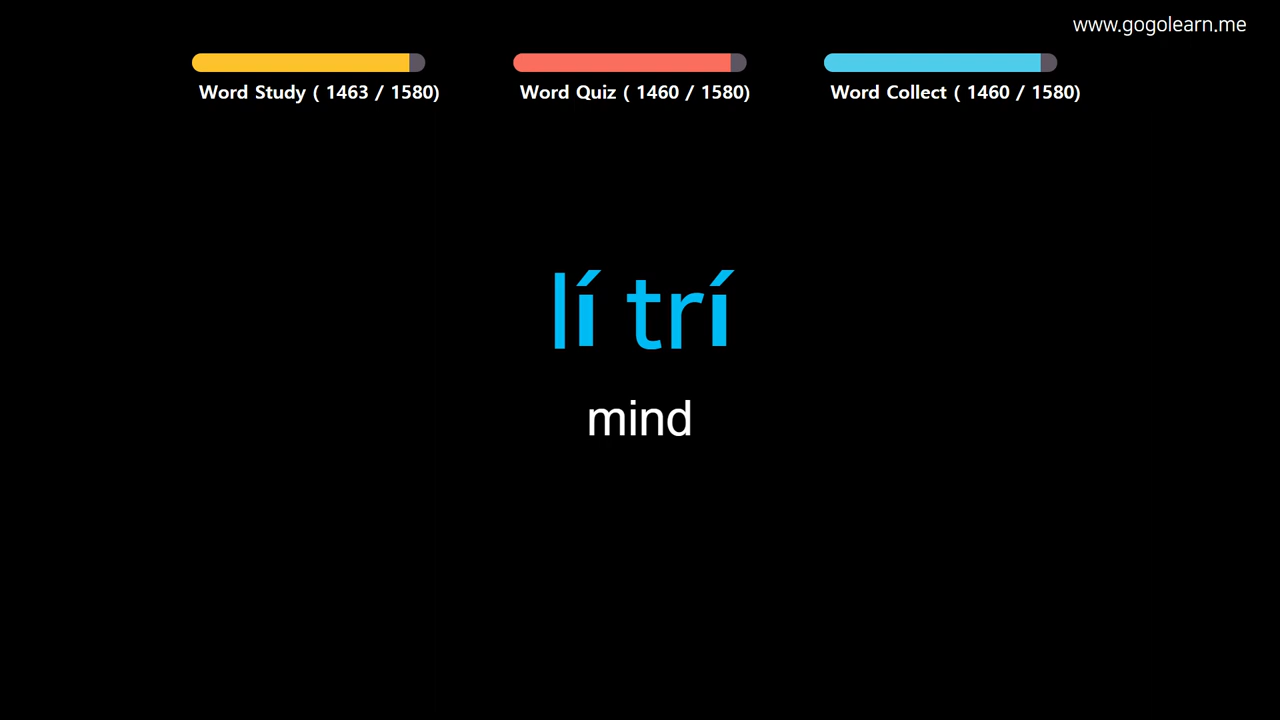 www.gogolearn.me
Word Study ( 1463 / 1580)
Word Quiz ( 1460 / 1580)
Word Collect ( 1460 / 1580)
lí trí
mind